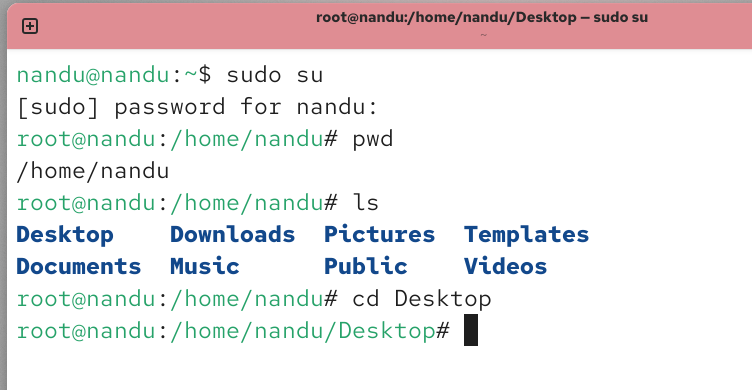 root@nandu:/home/nandu/Desktop — sudo su
~
nandu@nandu:~$ sudo su
[sudo] password for nandu:
root@nandu:/home/nandu# pwd
/home/nandu
root@nandu:/home/nandu# ls
Desktop    Downloads  Pictures  Templates
Documents  Music      Public    Videos
root@nandu:/home/nandu# cd Desktop
root@nandu:/home/nandu/Desktop#